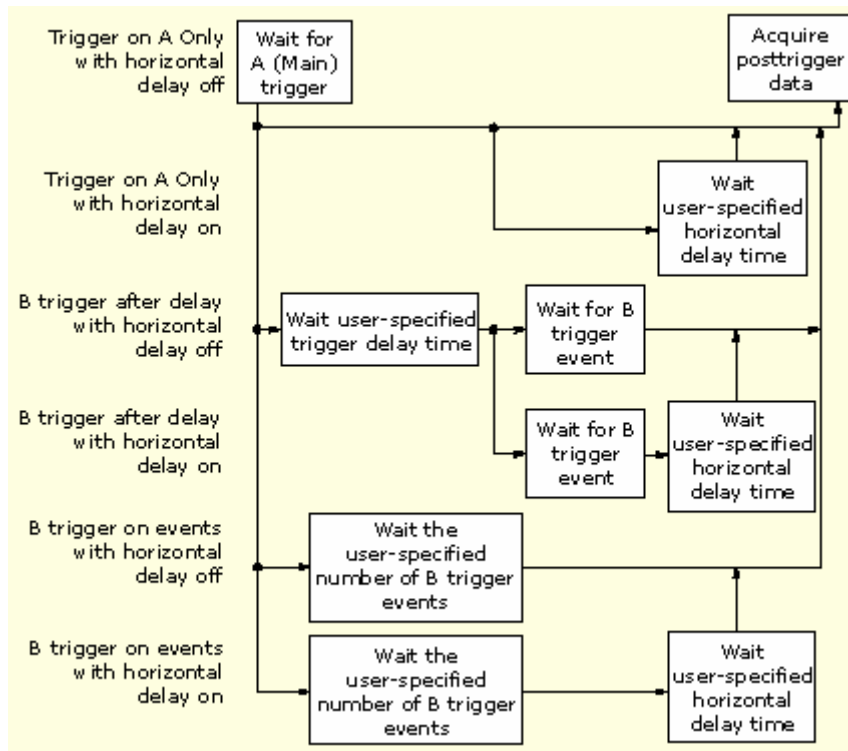 Trigger on A Only
with horizontal
delay off
Wait for
A (Main)
trigger
Acquire
posttrigger
data
Trigger on A Only
with horizontal
delay on
Wait
user-specified
horizontal
delay time
B trigger after delay
with horizontal
delay off
Wait user-specified
trigger delay time
Wait for B
trigger
event
B trigger after delay
with horizontal
delay on
Wait for B
trigger
event
Wait
user-specified
horizontal
delay time
B trigger on events
with horizontal
delay off
Wait the
user-specified
number of B trigger
events
B trigger on events
with horizontal
delay on
Wait the
user-specified
number of B trigger
events
Wait
user-specified
horizontal
delay time